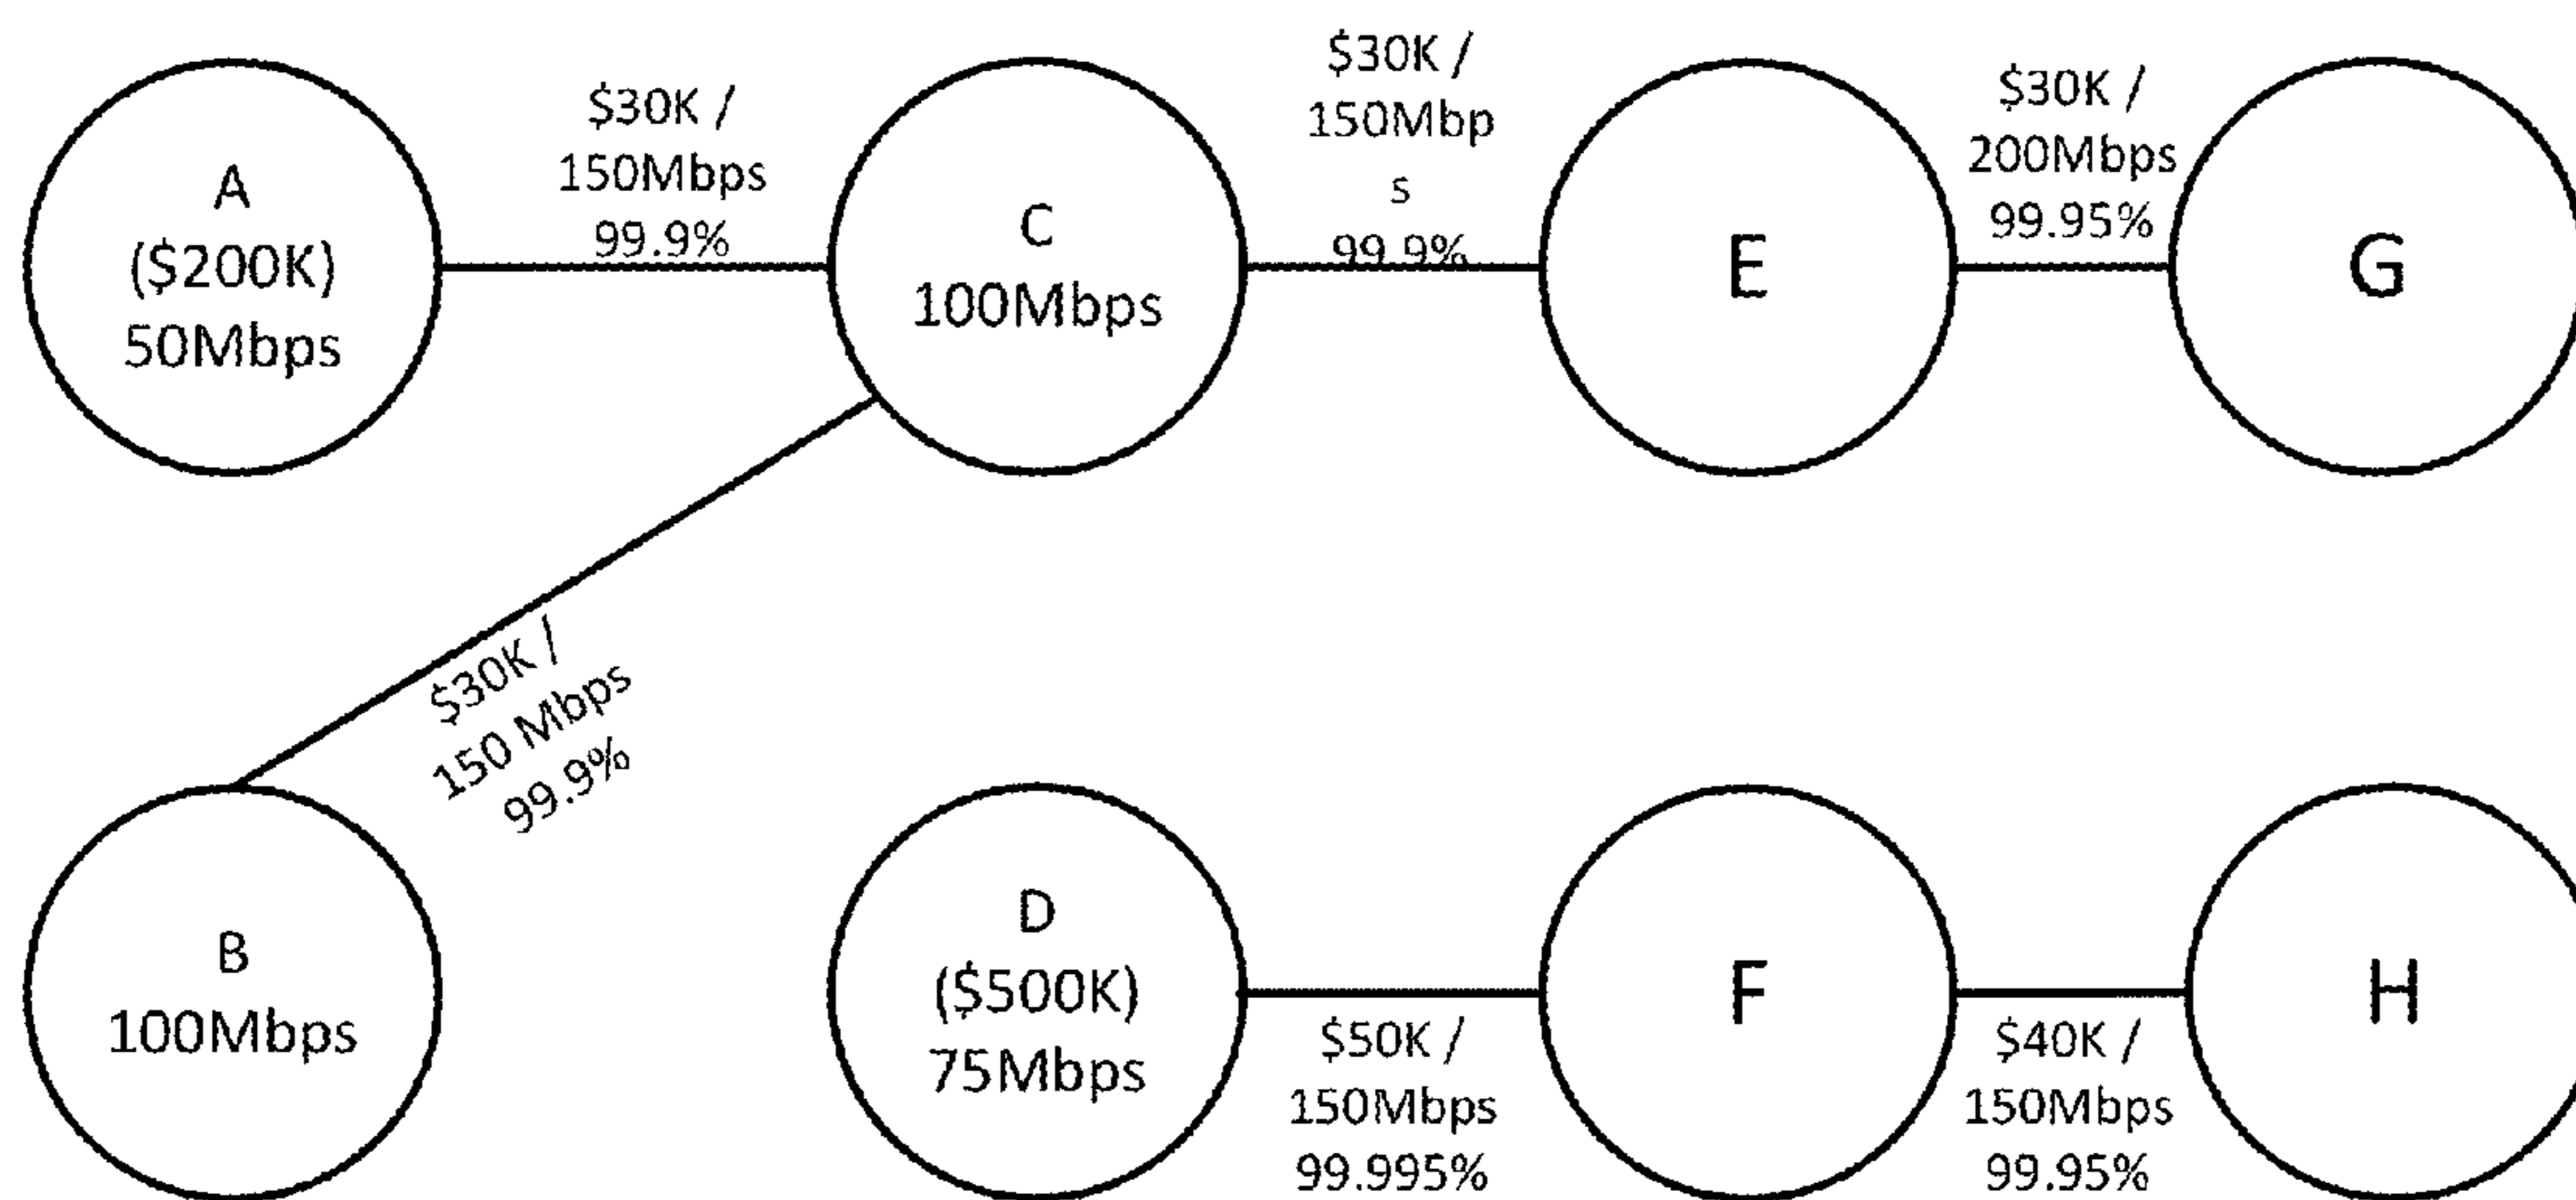 A
($200K)
50Mbps
$30K /
150Mbps
99.9%
C
100Mbps
$30K /
150Mbp
s
99.9%
E
$30K /
200Mbps
99.95%
G
$30K /
150 Mbps
99.9%
B
100Mbps
D
($500K)
75Mbps
$50K /
150Mbps
99.995%
F
$40K /
150Mbps
99.95%
H